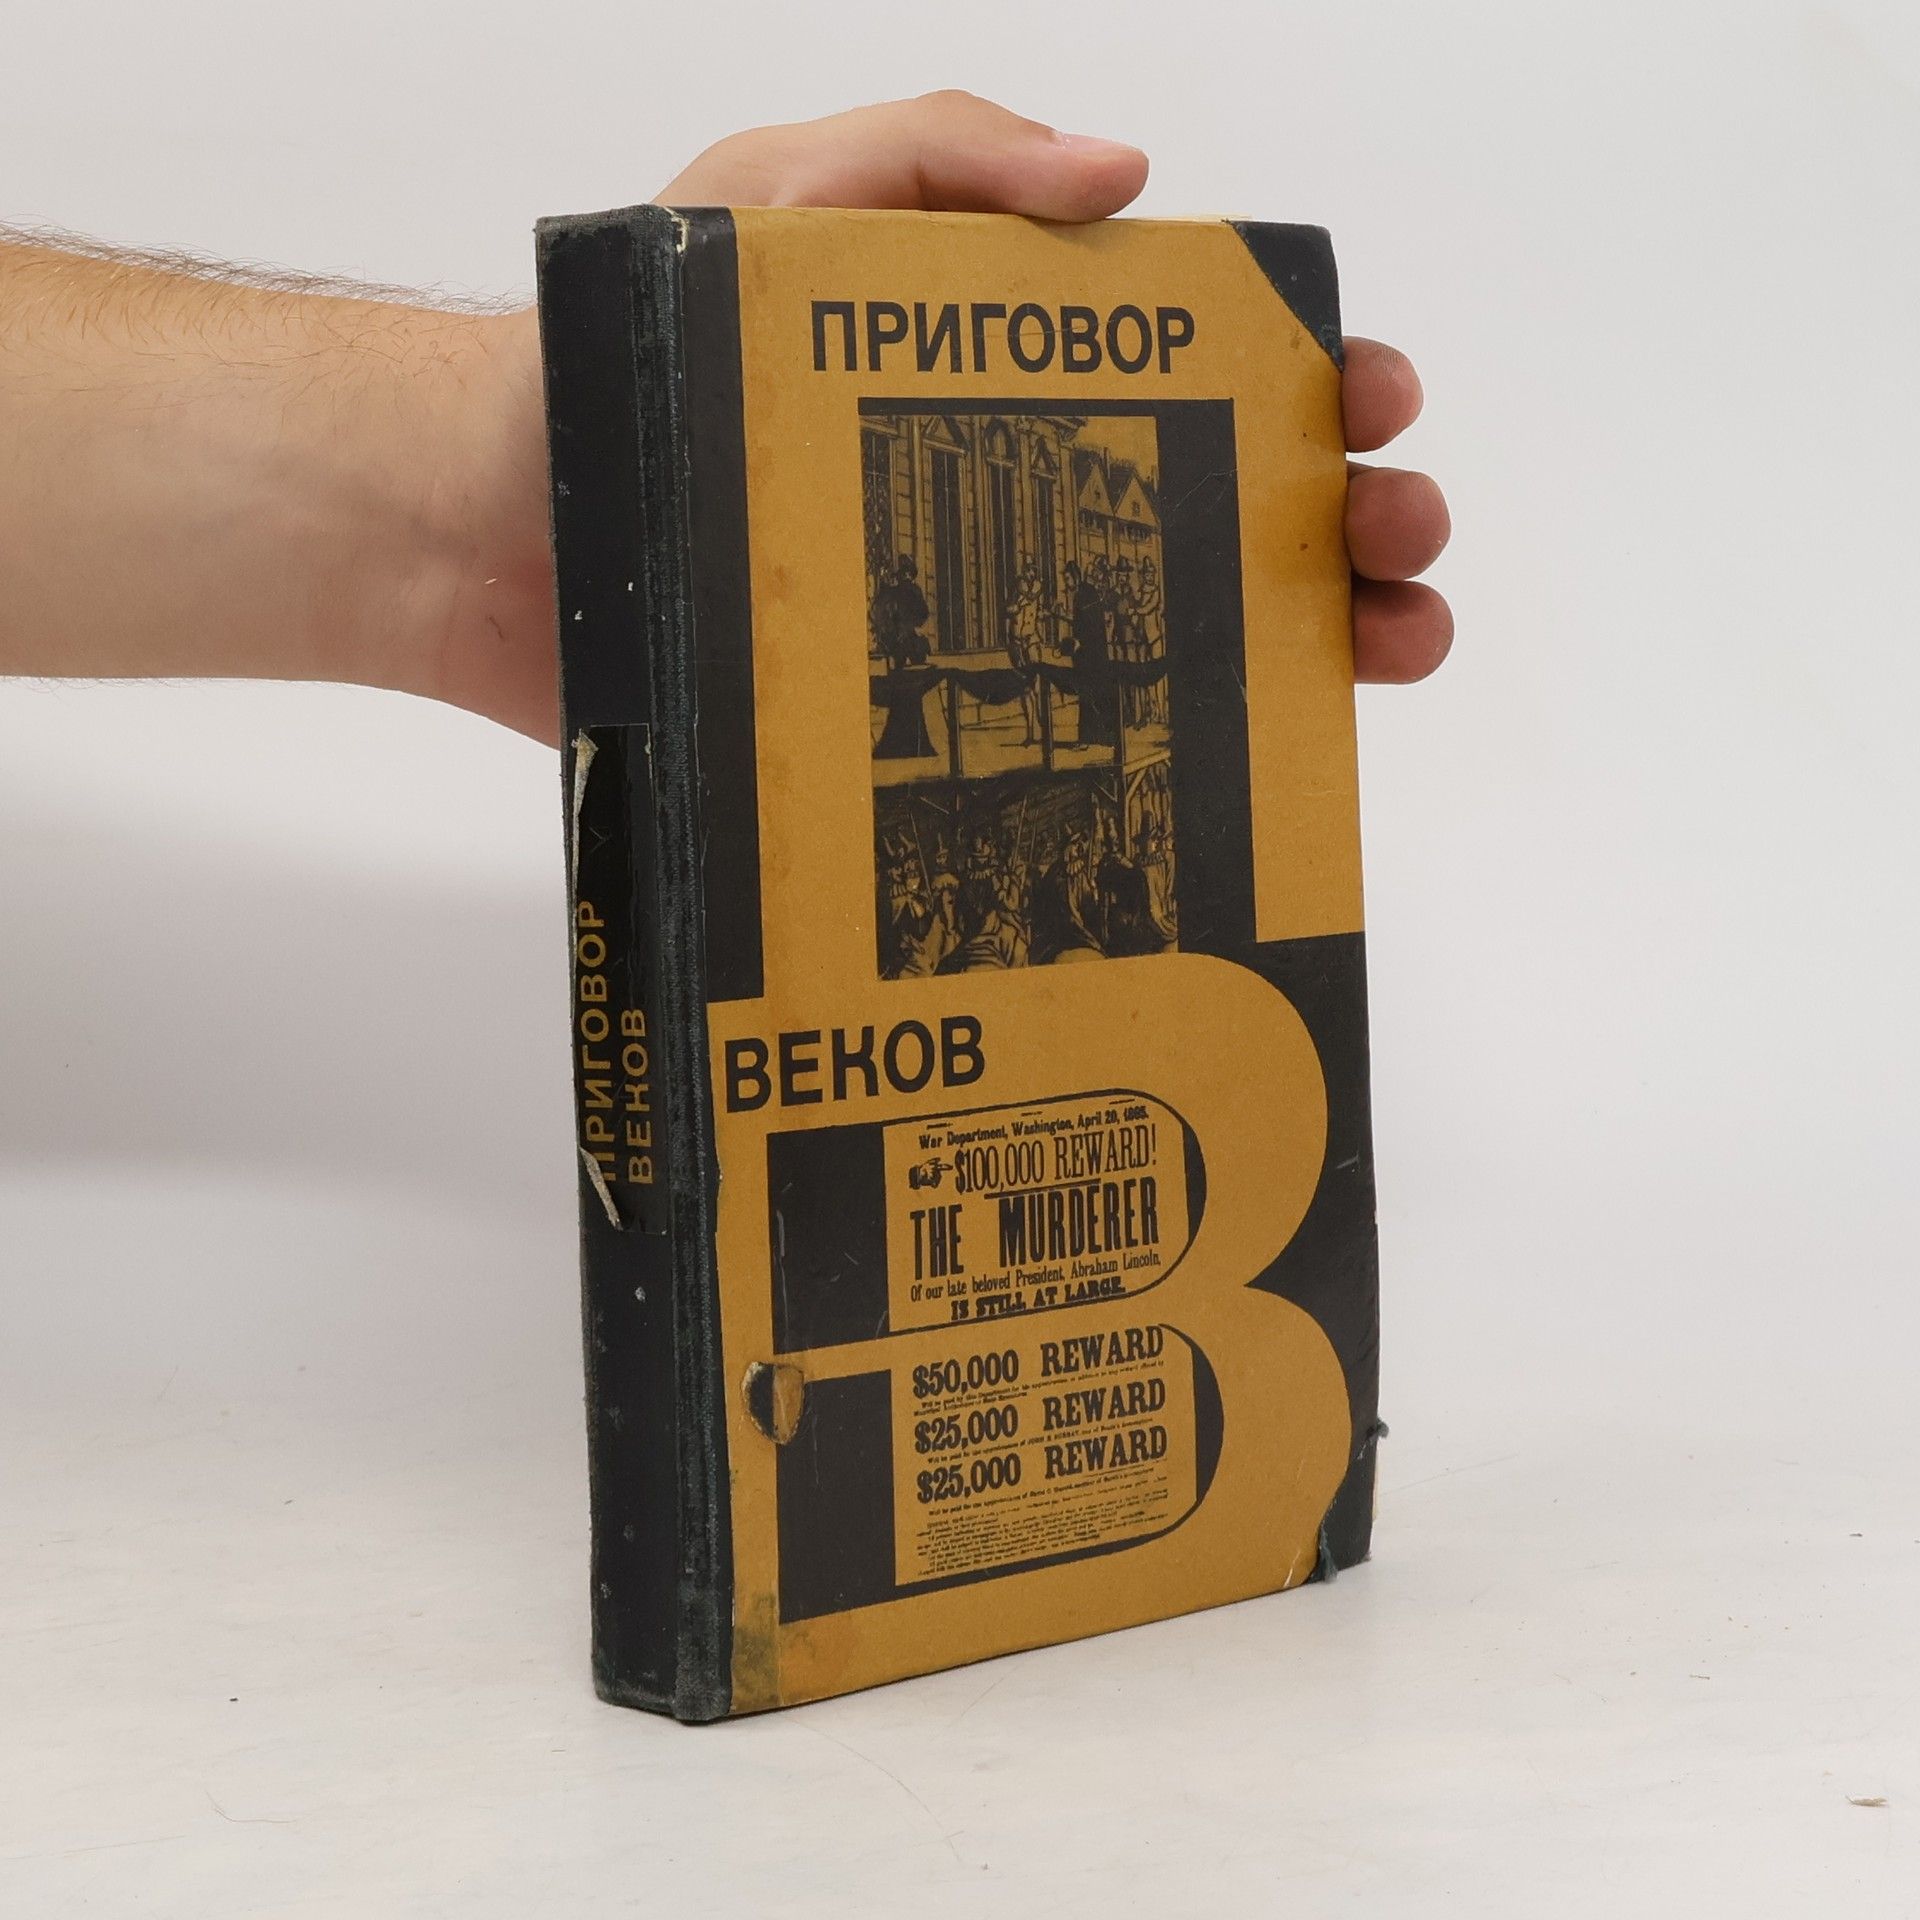 ПРИГОВОР
ВЕКОВ
War Department, Washington, April 20, 1865.
$100,000 REWARD!
THE MURDERER
Of our late beloved President, Abraham Lincoln,
IS STILL AT LARGE.
$50,000 REWARD
$25,000 REWARD
$25,000 REWARD
ПРИГОВОР
ВЕКОВ